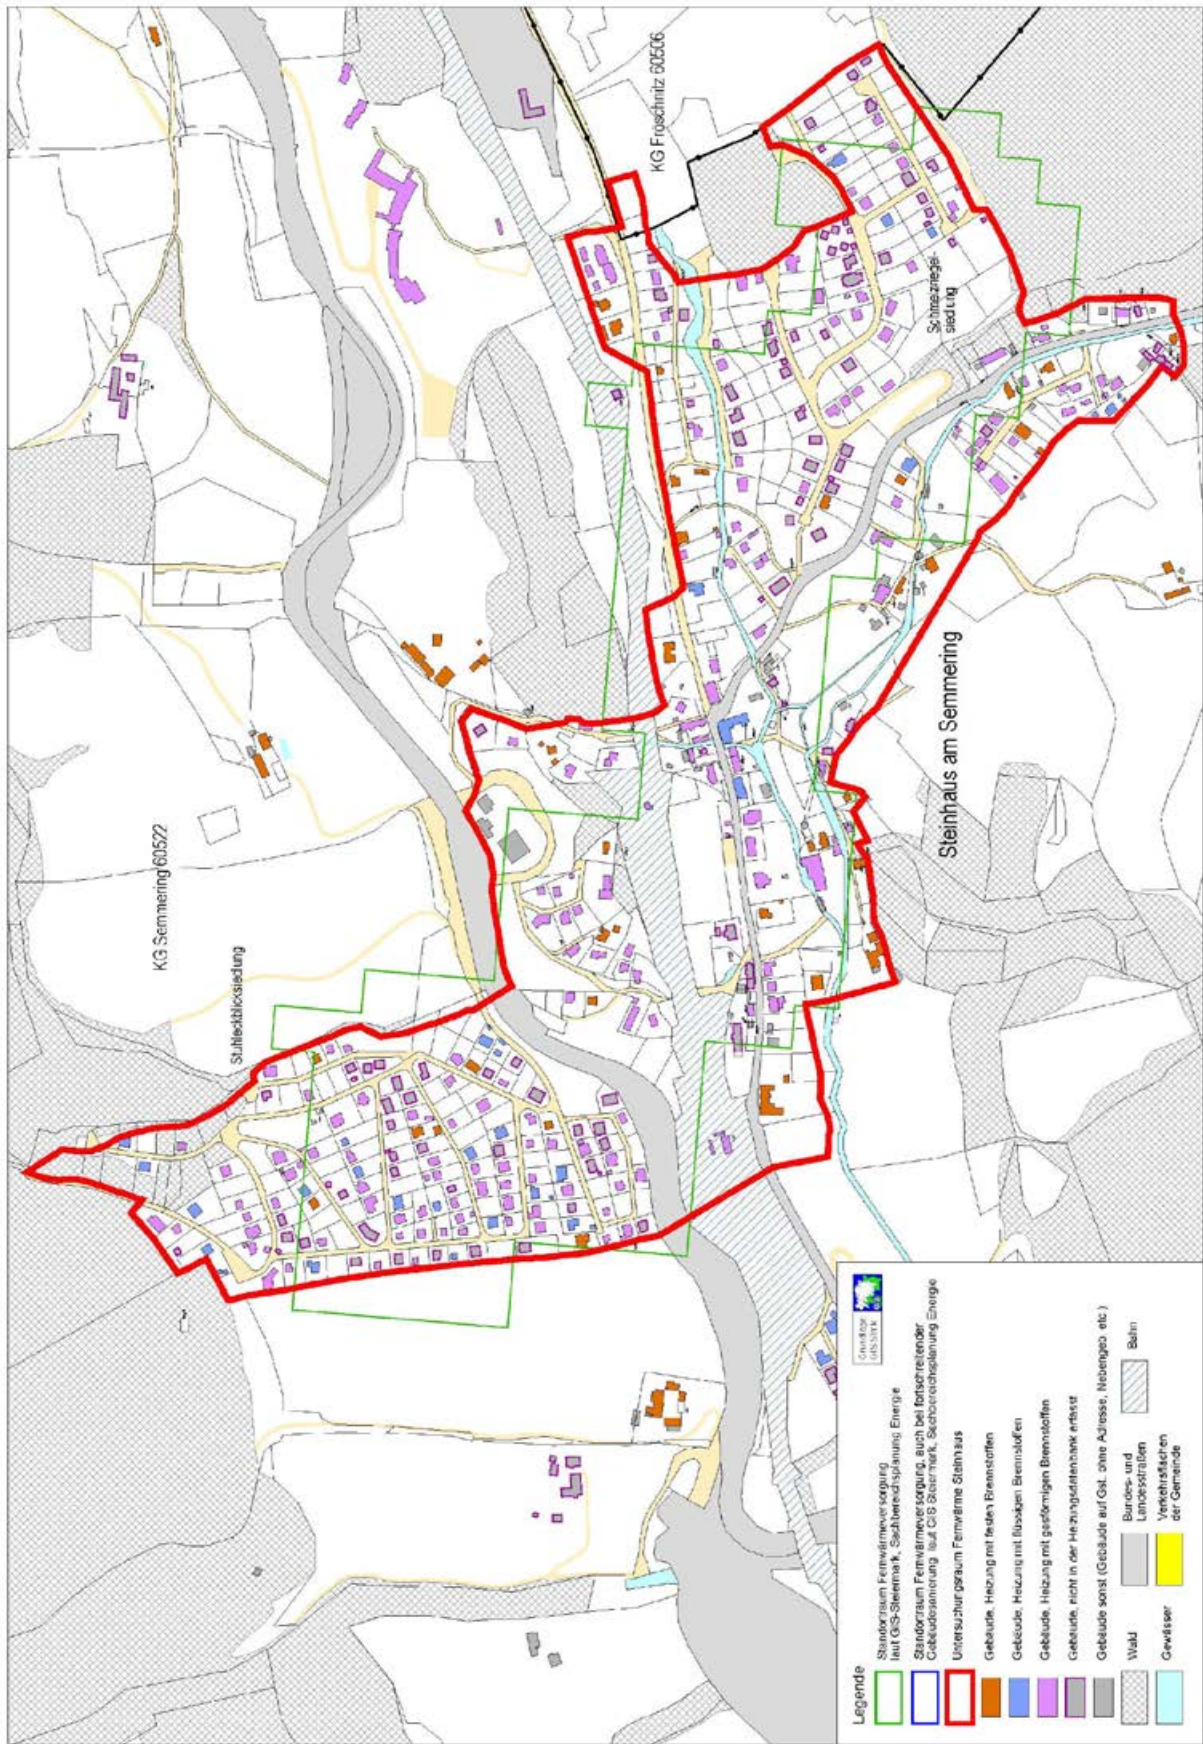 KG Fröschnitz 60506
KG Semmering 60522
Stuhleckblicksiedlung
Schmelzriegel-
siedlung
Steinhaus am Semmering
Legende
Standortraum Fernwärmeversorgung
laut GIS-Steiermark, Sachbereichsplanung Energie
Standortraum Fernwärmeversorgung, auch bei fortschreitender
Gebäudesanierung, laut GIS Steiermark, Sachbereichsplanung Energie
Untersuchungsraum Fernwärme Steinhaus
Gebäude, Heizung mit festen Brennstoffen
Gebäude, Heizung mit flüssigen Brennstoffen
Gebäude, Heizung mit gasförmigen Brennstoffen
Gebäude, nicht in der Heizungsdatenbank erfasst
Gebäude sonst (Gebäude auf Gst. ohne Adresse, Nebengeb. etc.)
Wald
Bundes- und
Landesstraßen
Bahn
Gewässer
Verkehrsflächen
der Gemeinde